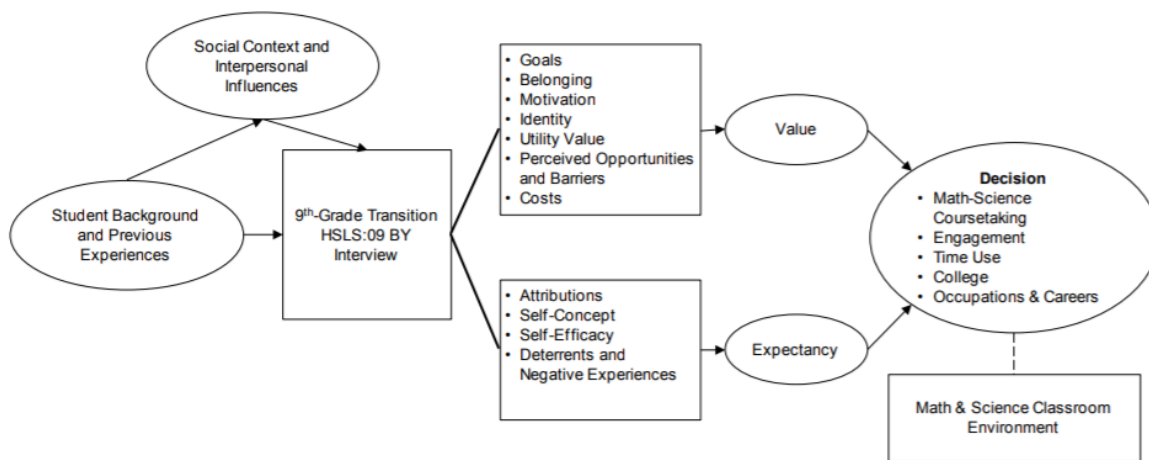 Social Context and
Interpersonal
Influences
Student Background
and Previous
Experiences
9th-Grade Transition
HSLS:09 BY
Interview
• Goals
• Belonging
• Motivation
• Identity
• Utility Value
• Perceived Opportunities
and Barriers
• Costs
• Attributions
• Self-Concept
• Self-Efficacy
• Deterrents and
Negative Experiences
Value
Expectancy
Decision
• Math-Science
Coursetaking
• Engagement
• Time Use
• College
• Occupations & Careers
Math & Science Classroom
Environment